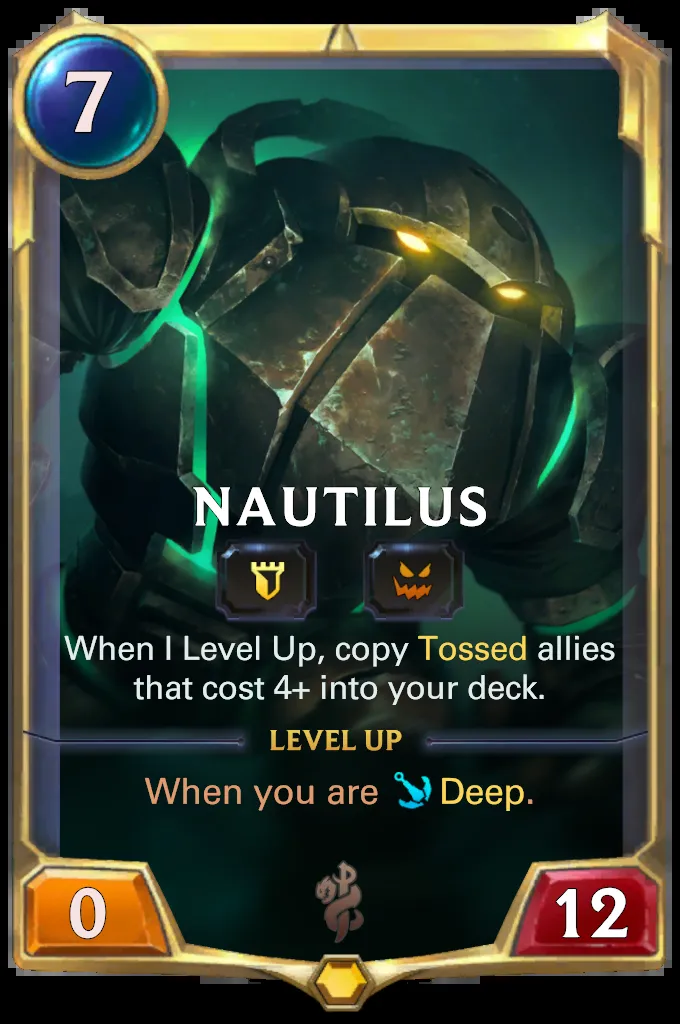 7
NAUTILUS
When I Level Up, copy Tossed allies
that cost 4+ into your deck.
LEVEL UP
When you are Deep.
0
12